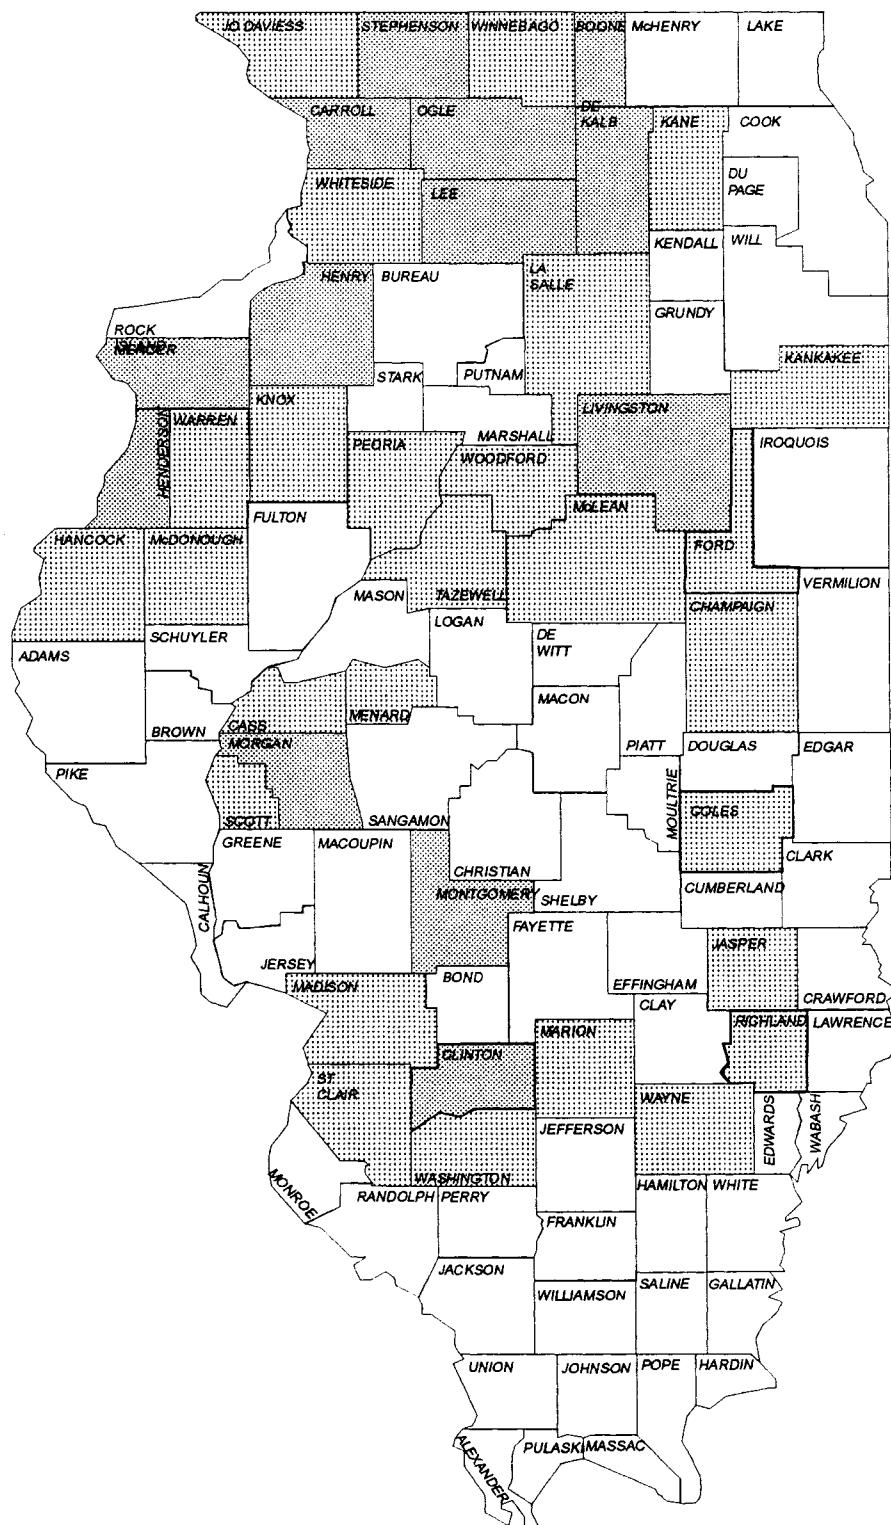 JO DAVIESS
STEPHENSON
WINNEBAGO
BOONE
McHENRY
LAKE
CARROLL
OGLE
DE
KALB
KANE
COOK
WHITESIDE
LEE
DU
PAGE
KENDALL
WILL
HENRY
BUREAU
LA
SALLE
GRUNDY
ROCK
ISLAND
MERCER
KANKAKEE
STARK
PUTNAM
KNOX
LIVINGSTON
HENDERSON
WARREN
PEORIA
MARSHALL
WOODFORD
IROQUOIS
FULTON
McLEAN
HANCOCK
McDONOUGH
FORD
MASON
TAZEWELL
VERMILION
CHAMPAIGN
SCHUYLER
LOGAN
DE
WITT
ADAMS
MACON
CASS
MENARD
BROWN
MORGAN
PIATT
DOUGLAS
EDGAR
PIKE
MOULTRIE
COLES
SCOTT
SANGAMON
GREENE
MACOUPIN
CLARK
CHRISTIAN
CALHOUN
MONTGOMERY
SHELBY
CUMBERLAND
FAYETTE
JASPER
JERSEY
BOND
EFFINGHAM
MADISON
CLAY
CRAWFORD
RICHLAND
LAWRENCE
CLINTON
MARION
ST.
CLAIR
WAYNE
EDWARDS
WABASH
JEFFERSON
WASHINGTON
HAMILTON
WHITE
MONROE
RANDOLPH
PERRY
FRANKLIN
JACKSON
WILLIAMSON
SALINE
GALLATIN
UNION
JOHNSON
POPE
HARDIN
ALEXANDER
PULASKI
MASSAC